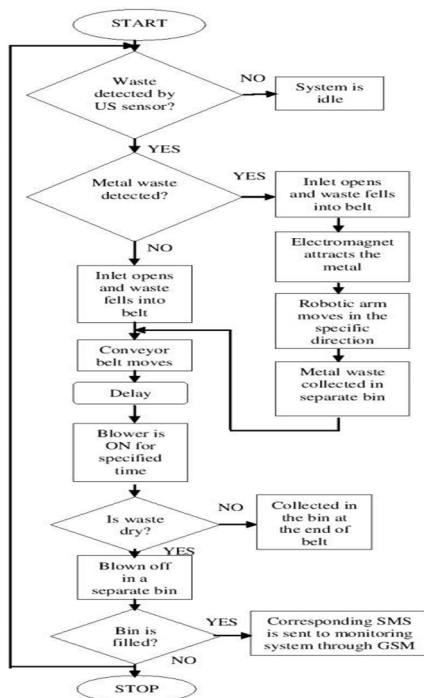 START
Waste
detected by
US sensor?
NO
System is
idle
YES
Metal waste
detected?
YES
Inlet opens
and waste fells
into belt
NO
Electromagnet
attracts the
metal
Inlet opens
and waste fells
into belt
Robotic arm
moves in the
specific
direction
Conveyor
belt moves
Metal waste
collected in
separate bin
Delay
Blower is
ON for
specified
time
Is waste
dry?
NO
Collected in
the bin at
the end of
belt
YES
Blown off
in a
separate bin
Bin is
filled?
YES
Corresponding SMS
is sent to monitoring
system through GSM
NO
STOP